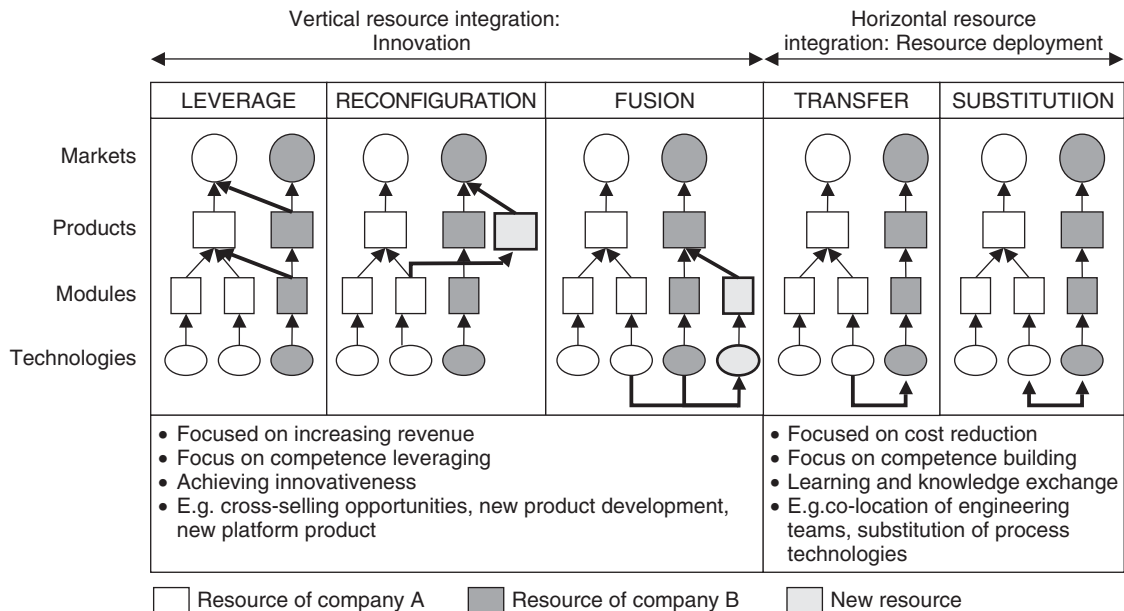 Vertical resource integration:
Innovation
Horizontal resource
integration: Resource deployment
LEVERAGE
RECONFIGURATION
FUSION
TRANSFER
SUBSTITUTIION
Markets
Products
Modules
Technologies
• Focused on increasing revenue
• Focus on competence leveraging
• Achieving innovativeness
• E.g. cross-selling opportunities, new product development,
new platform product
• Focused on cost reduction
• Focus on competence building
• Learning and knowledge exchange
• E.g.co-location of engineering
teams, substitution of process
technologies
Resource of company A
Resource of company B
New resource